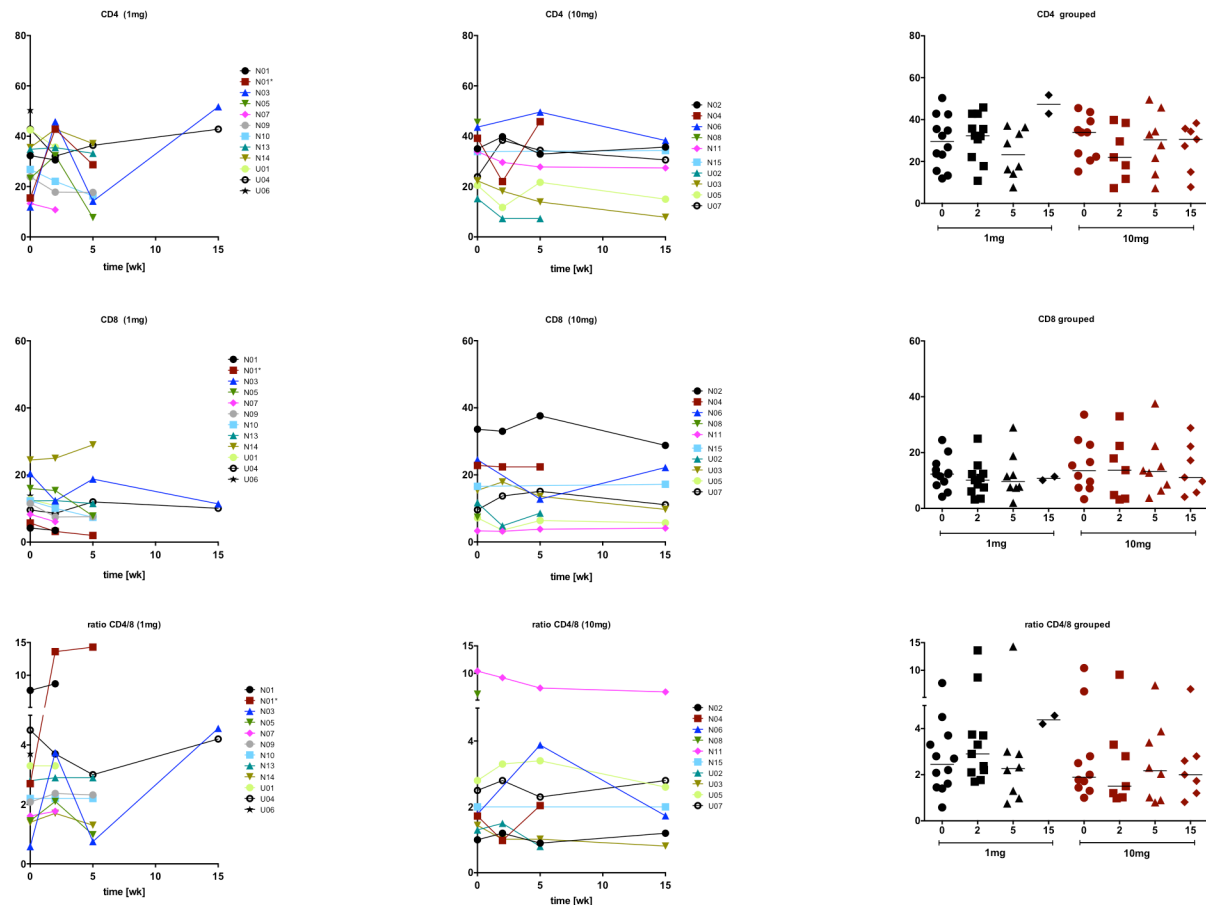 CD4 (1mg)
80
60
40
20
0
0 5 10 15
time [wk]
N01
N01*
N03
N05
N07
N09
N10
N13
N14
U01
U04
U06
CD4 (10mg)
80
60
40
20
0
0 5 10 15
time [wk]
N02
N04
N06
N08
N11
N15
U02
U03
U05
U07
CD4 grouped
80
60
40
20
0
0 2 5 15 0 2 5 15
1mg 10mg
CD8 (1mg)
60
40
20
0
0 5 10 15
time [wk]
N01
N01*
N03
N05
N07
N09
N10
N13
N14
U01
U04
U06
CD8 (10mg)
60
40
20
0
0 5 10 15
time [wk]
N02
N04
N06
N08
N11
N15
U02
U03
U05
U07
CD8 grouped
60
40
20
0
0 2 5 15 0 2 5 15
1mg 10mg
ratio CD4/8 (1mg)
15
10
4
2
0
0 5 10 15
time [wk]
N01
N01*
N03
N05
N07
N09
N10
N13
N14
U01
U04
U06
ratio CD4/8 (10mg)
15
10
4
2
0
0 5 10 15
time [wk]
N02
N04
N06
N08
N11
N15
U02
U03
U05
U07
ratio CD4/8 grouped
15
10
4
2
0
0 2 5 15 0 2 5 15
1mg 10mg